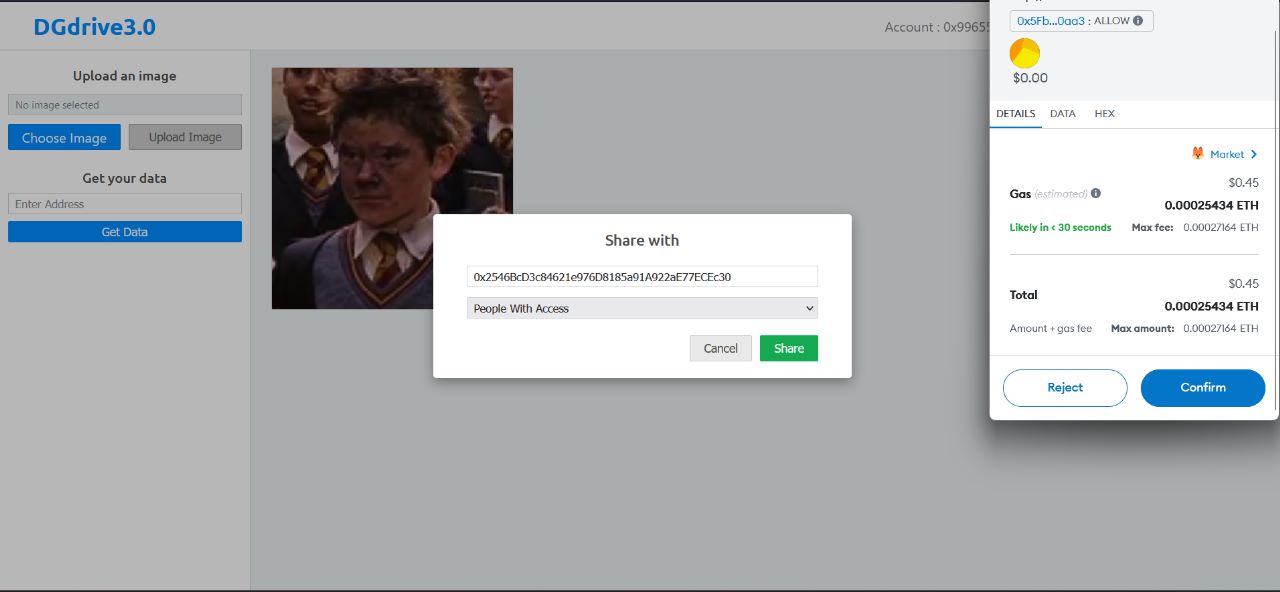 DGdrive3.0
Account : 0x9965
Upload an image
No image selected
Choose Image
Upload Image
Get your data
Enter Address
Get Data
Share with
0x2546BcD3c84621e976D8185a91A922aE77ECEc30
People With Access
Cancel
Share
0x5Fb...0aa3 : ALLOW
$0.00
DETAILS DATA HEX
Market
$0.45
Gas (estimated)
0.00025434 ETH
Likely in < 30 seconds Max fee: 0.00027164 ETH
$0.45
Total
0.00025434 ETH
Amount + gas fee Max amount: 0.00027164 ETH
Reject
Confirm